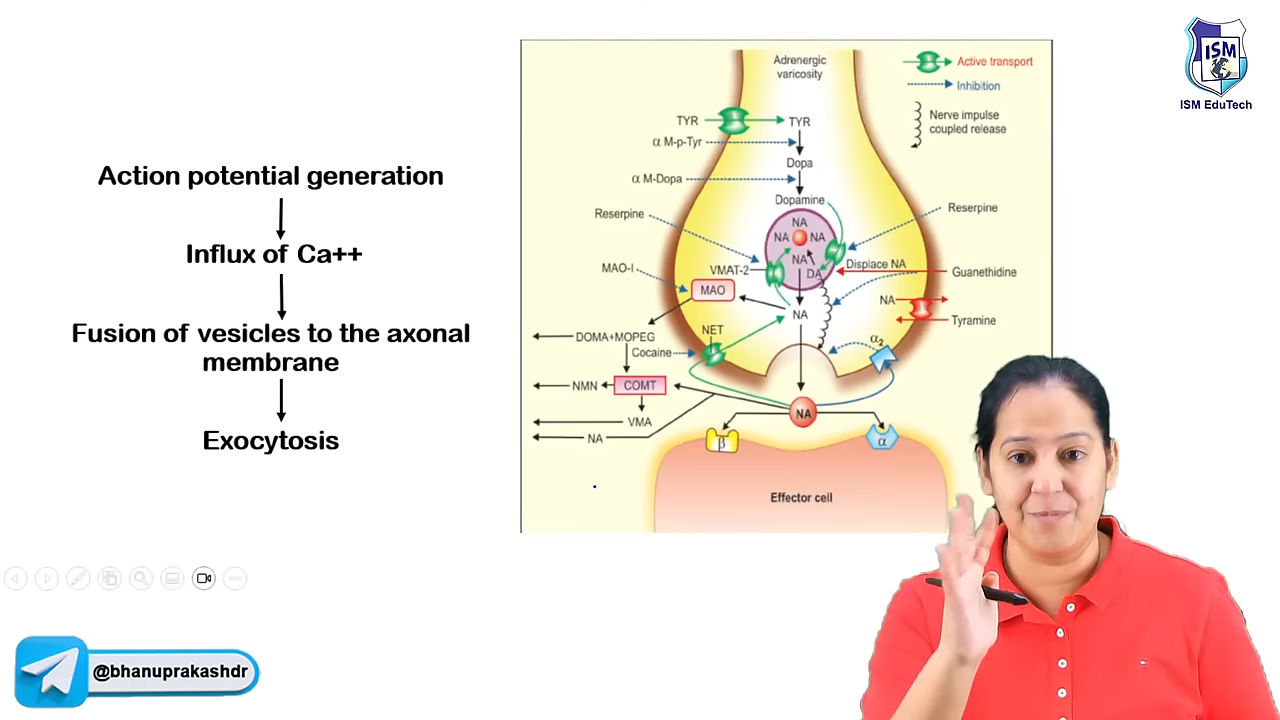 ISM
ISM EduTech
Action potential generation
Influx of Ca++
Fusion of vesicles to the axonal
membrane
Exocytosis
Adrenergic
varicosity
Active transport
Inhibition
Nerve impulse
coupled release
TYR
TYR
α M-p-Tyr
Dopa
α M-Dopa
Dopamine
Reserpine
Reserpine
NA
NA
NA
NA
DA
VMAT-2
MAO-I
MAO
Displace NA
Guanethidine
NA
Tyramine
NA
DOMA+MOPEG
NET
Cocaine
α2
NMN
COMT
VMA
NA
NA
β
α
Effector cell
@bhanuprakashdr